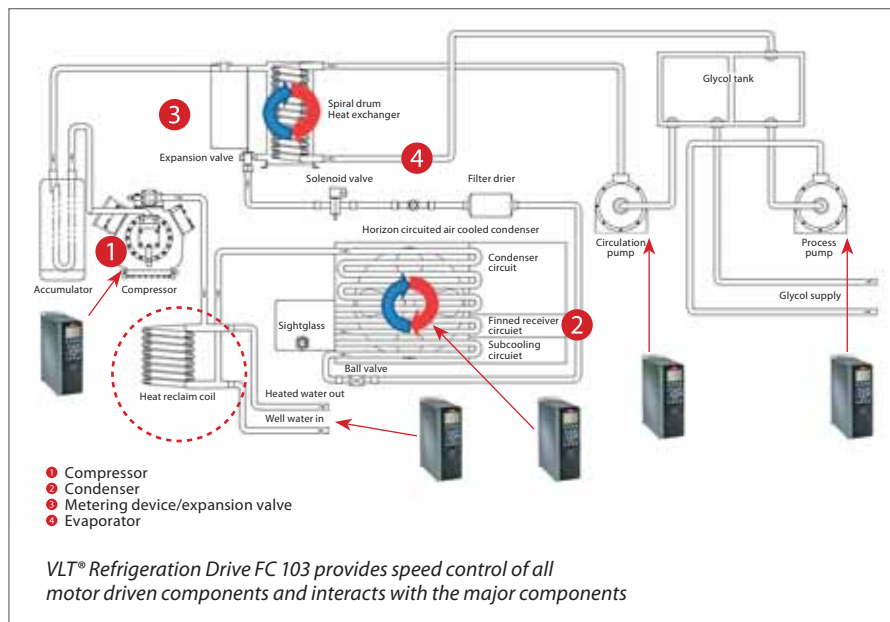 Glycol tank
3
Spiral drum
Heat exchanger
Expansion valve
4
Solenoid valve
Filter drier
Horizon circuited air cooled condenser
1
Condenser
circuit
Circulation
pump
Process
pump
Accumulator
Compressor
Glycol supply
Sightglass
Finned receiver
circuiet
2
Subcooling
circuiet
Ball valve
Heat reclaim coil
Heated water out
Well water in
1 Compressor
2 Condenser
3 Metering device/expansion valve
4 Evaporator
VLT® Refrigeration Drive FC 103 provides speed control of all
motor driven components and interacts with the major components